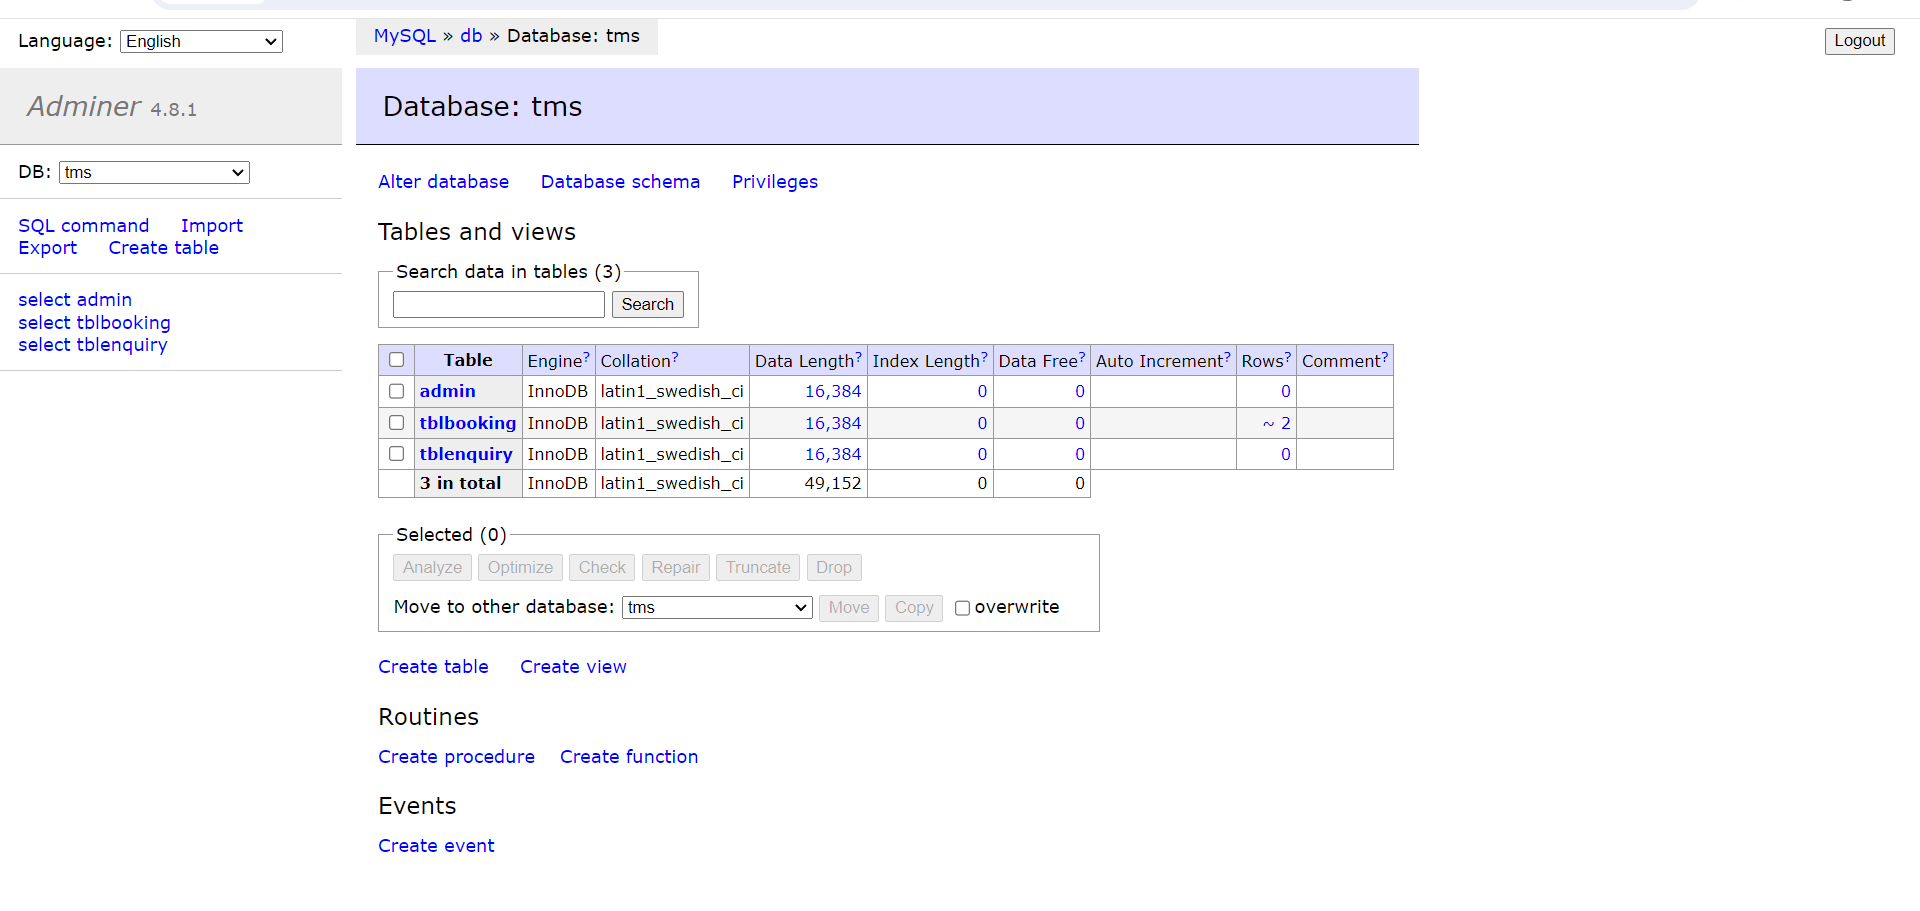 Language: English
MySQL » db » Database: tms
Logout
Adminer 4.8.1
Database: tms
DB: tms
Alter database Database schema Privileges
SQL command Import
Export Create table
select admin
select tblbooking
select tblenquiry
Tables and views
Search data in tables (3)
Search
Table Engine? Collation? Data Length? Index Length? Data Free? Auto Increment? Rows? Comment?
admin InnoDB latin1_swedish_ci 16,384 0 0 0
tblbooking InnoDB latin1_swedish_ci 16,384 0 0 ~ 2
tblenquiry InnoDB latin1_swedish_ci 16,384 0 0 0
3 in total InnoDB latin1_swedish_ci 49,152 0 0
Selected (0)
Analyze Optimize Check Repair Truncate Drop
Move to other database: tms Move Copy overwrite
Create table Create view
Routines
Create procedure Create function
Events
Create event